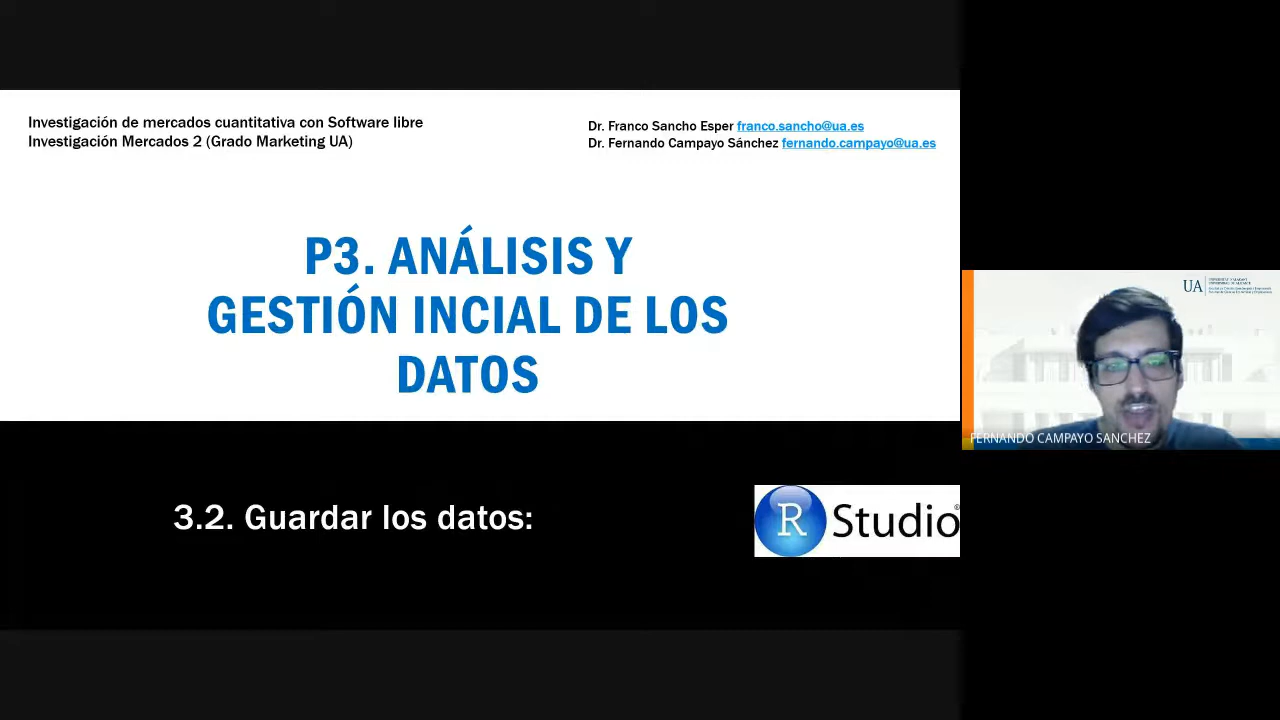 Investigación de mercados cuantitativa con Software libre
Investigación Mercados 2 (Grado Marketing UA)
Dr. Franco Sancho Esper franco.sancho@ua.es
Dr. Fernando Campayo Sánchez fernando.campayo@ua.es
P3. ANÁLISIS Y
GESTIÓN INCIAL DE LOS
DATOS
3.2. Guardar los datos:
R Studio®
UA
FERNANDO CAMPAYO SANCHEZ